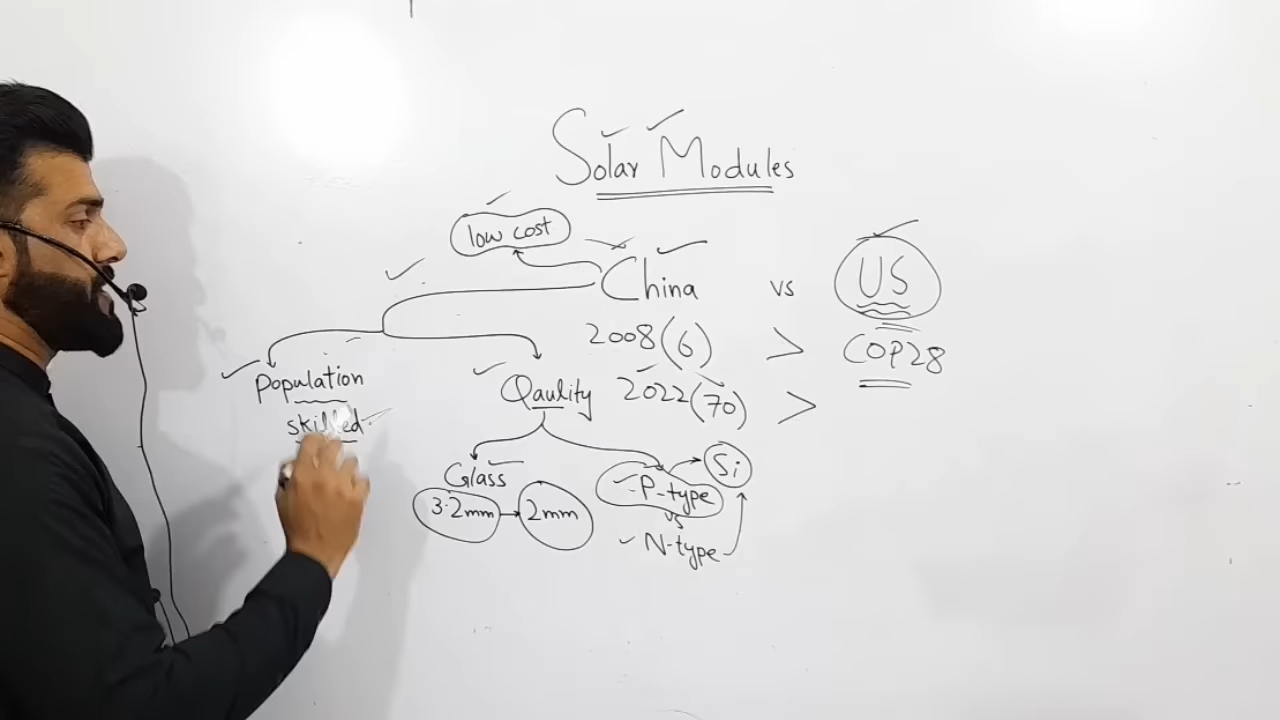 Solar Modules
low cost
China vs US
2008 (6) > COP28
Population
skilled
Qaulity
2022 (70) >
Glass
3.2mm → 2mm
P-type
Si
vs
N-type